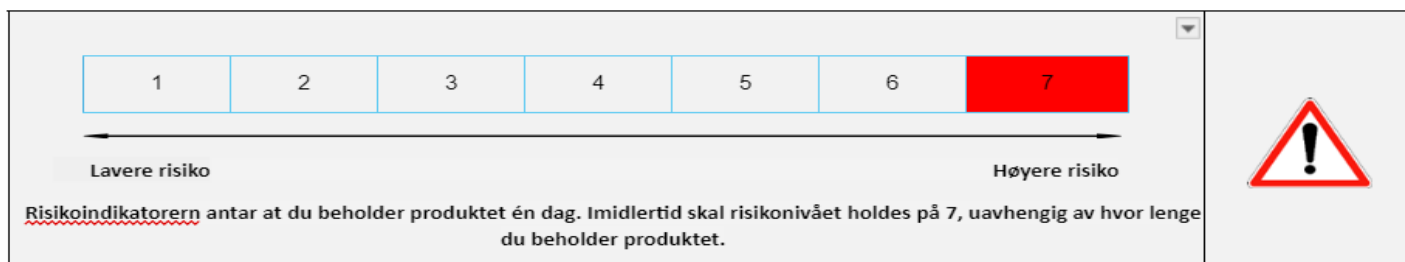 1 2 3 4 5 6 7
Lavere risiko Høyere risiko
Risikoindikatorern antar at du beholder produktet én dag. Imidlertid skal risikonivået holdes på 7, uavhengig av hvor lenge
du beholder produktet.